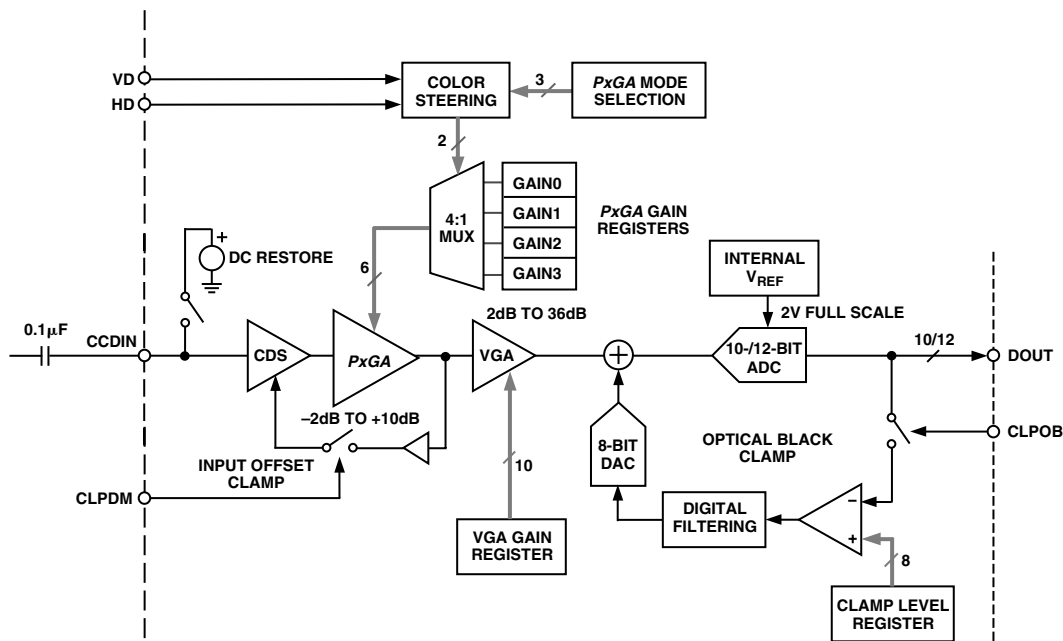 VD
HD
COLOR
STEERING
3
PxGA MODE
SELECTION
2
4:1
MUX
GAIN0
GAIN1
GAIN2
GAIN3
PxGA GAIN
REGISTERS
6
+
DC RESTORE
INTERNAL
VREF
2V FULL SCALE
2dB TO 36dB
0.1µF
CCDIN
CDS
PxGA
VGA
10-/12-BIT
ADC
10/12
DOUT
–2dB TO +10dB
INPUT OFFSET
CLAMP
CLPDM
10
VGA GAIN
REGISTER
8-BIT
DAC
OPTICAL BLACK
CLAMP
CLPOB
DIGITAL
FILTERING
–
+
8
CLAMP LEVEL
REGISTER